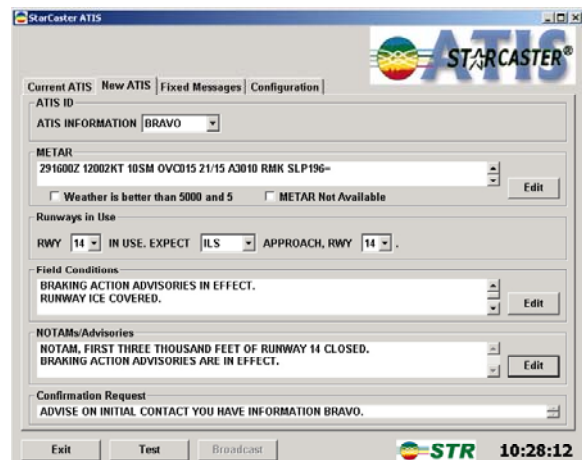 StarCaster ATIS
ATIS
STARCASTER®
Current ATIS New ATIS Fixed Messages Configuration
ATIS ID
ATIS INFORMATION BRAVO
METAR
291600Z 12002KT 10SM OVC015 21/15 A3010 RMK SLP196=
Edit
Weather is better than 5000 and 5 METAR Not Available
Runways in Use
RWY 14 IN USE. EXPECT ILS APPROACH, RWY 14 .
Field Conditions
BRAKING ACTION ADVISORIES IN EFFECT.
RUNWAY ICE COVERED.
Edit
NOTAMs/Advisories
NOTAM, FIRST THREE THOUSAND FEET OF RUNWAY 14 CLOSED.
BRAKING ACTION ADVISORIES ARE IN EFFECT.
Edit
Confirmation Request
ADVISE ON INITIAL CONTACT YOU HAVE INFORMATION BRAVO.
Exit Test Broadcast STR 10:28:12